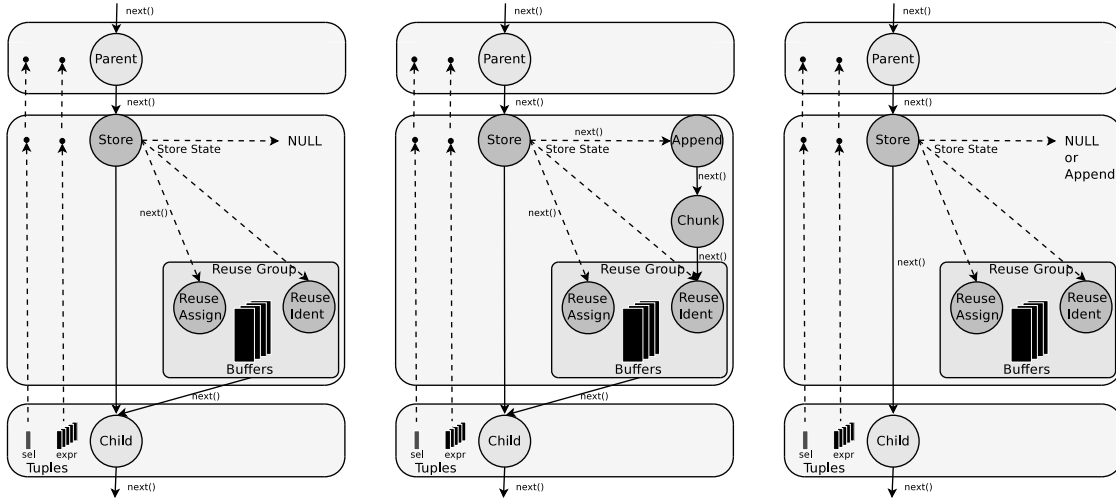 next()
Parent
next()
Store
Store State
NULL
next()
Reuse Group
Reuse
Assign
Reuse
Ident
Buffers
next()
Child
sel
expr
Tuples
next()
next()
Parent
next()
Store
next()
Store State
Append
next()
Chunk
next()
next()
Reuse Group
Reuse
Assign
Reuse
Ident
Buffers
next()
Child
sel
expr
Tuples
next()
next()
Parent
next()
Store
Store State
NULL
or
Append
next()
Reuse Group
Reuse
Assign
Reuse
Ident
Buffers
Child
sel
expr
Tuples
next()